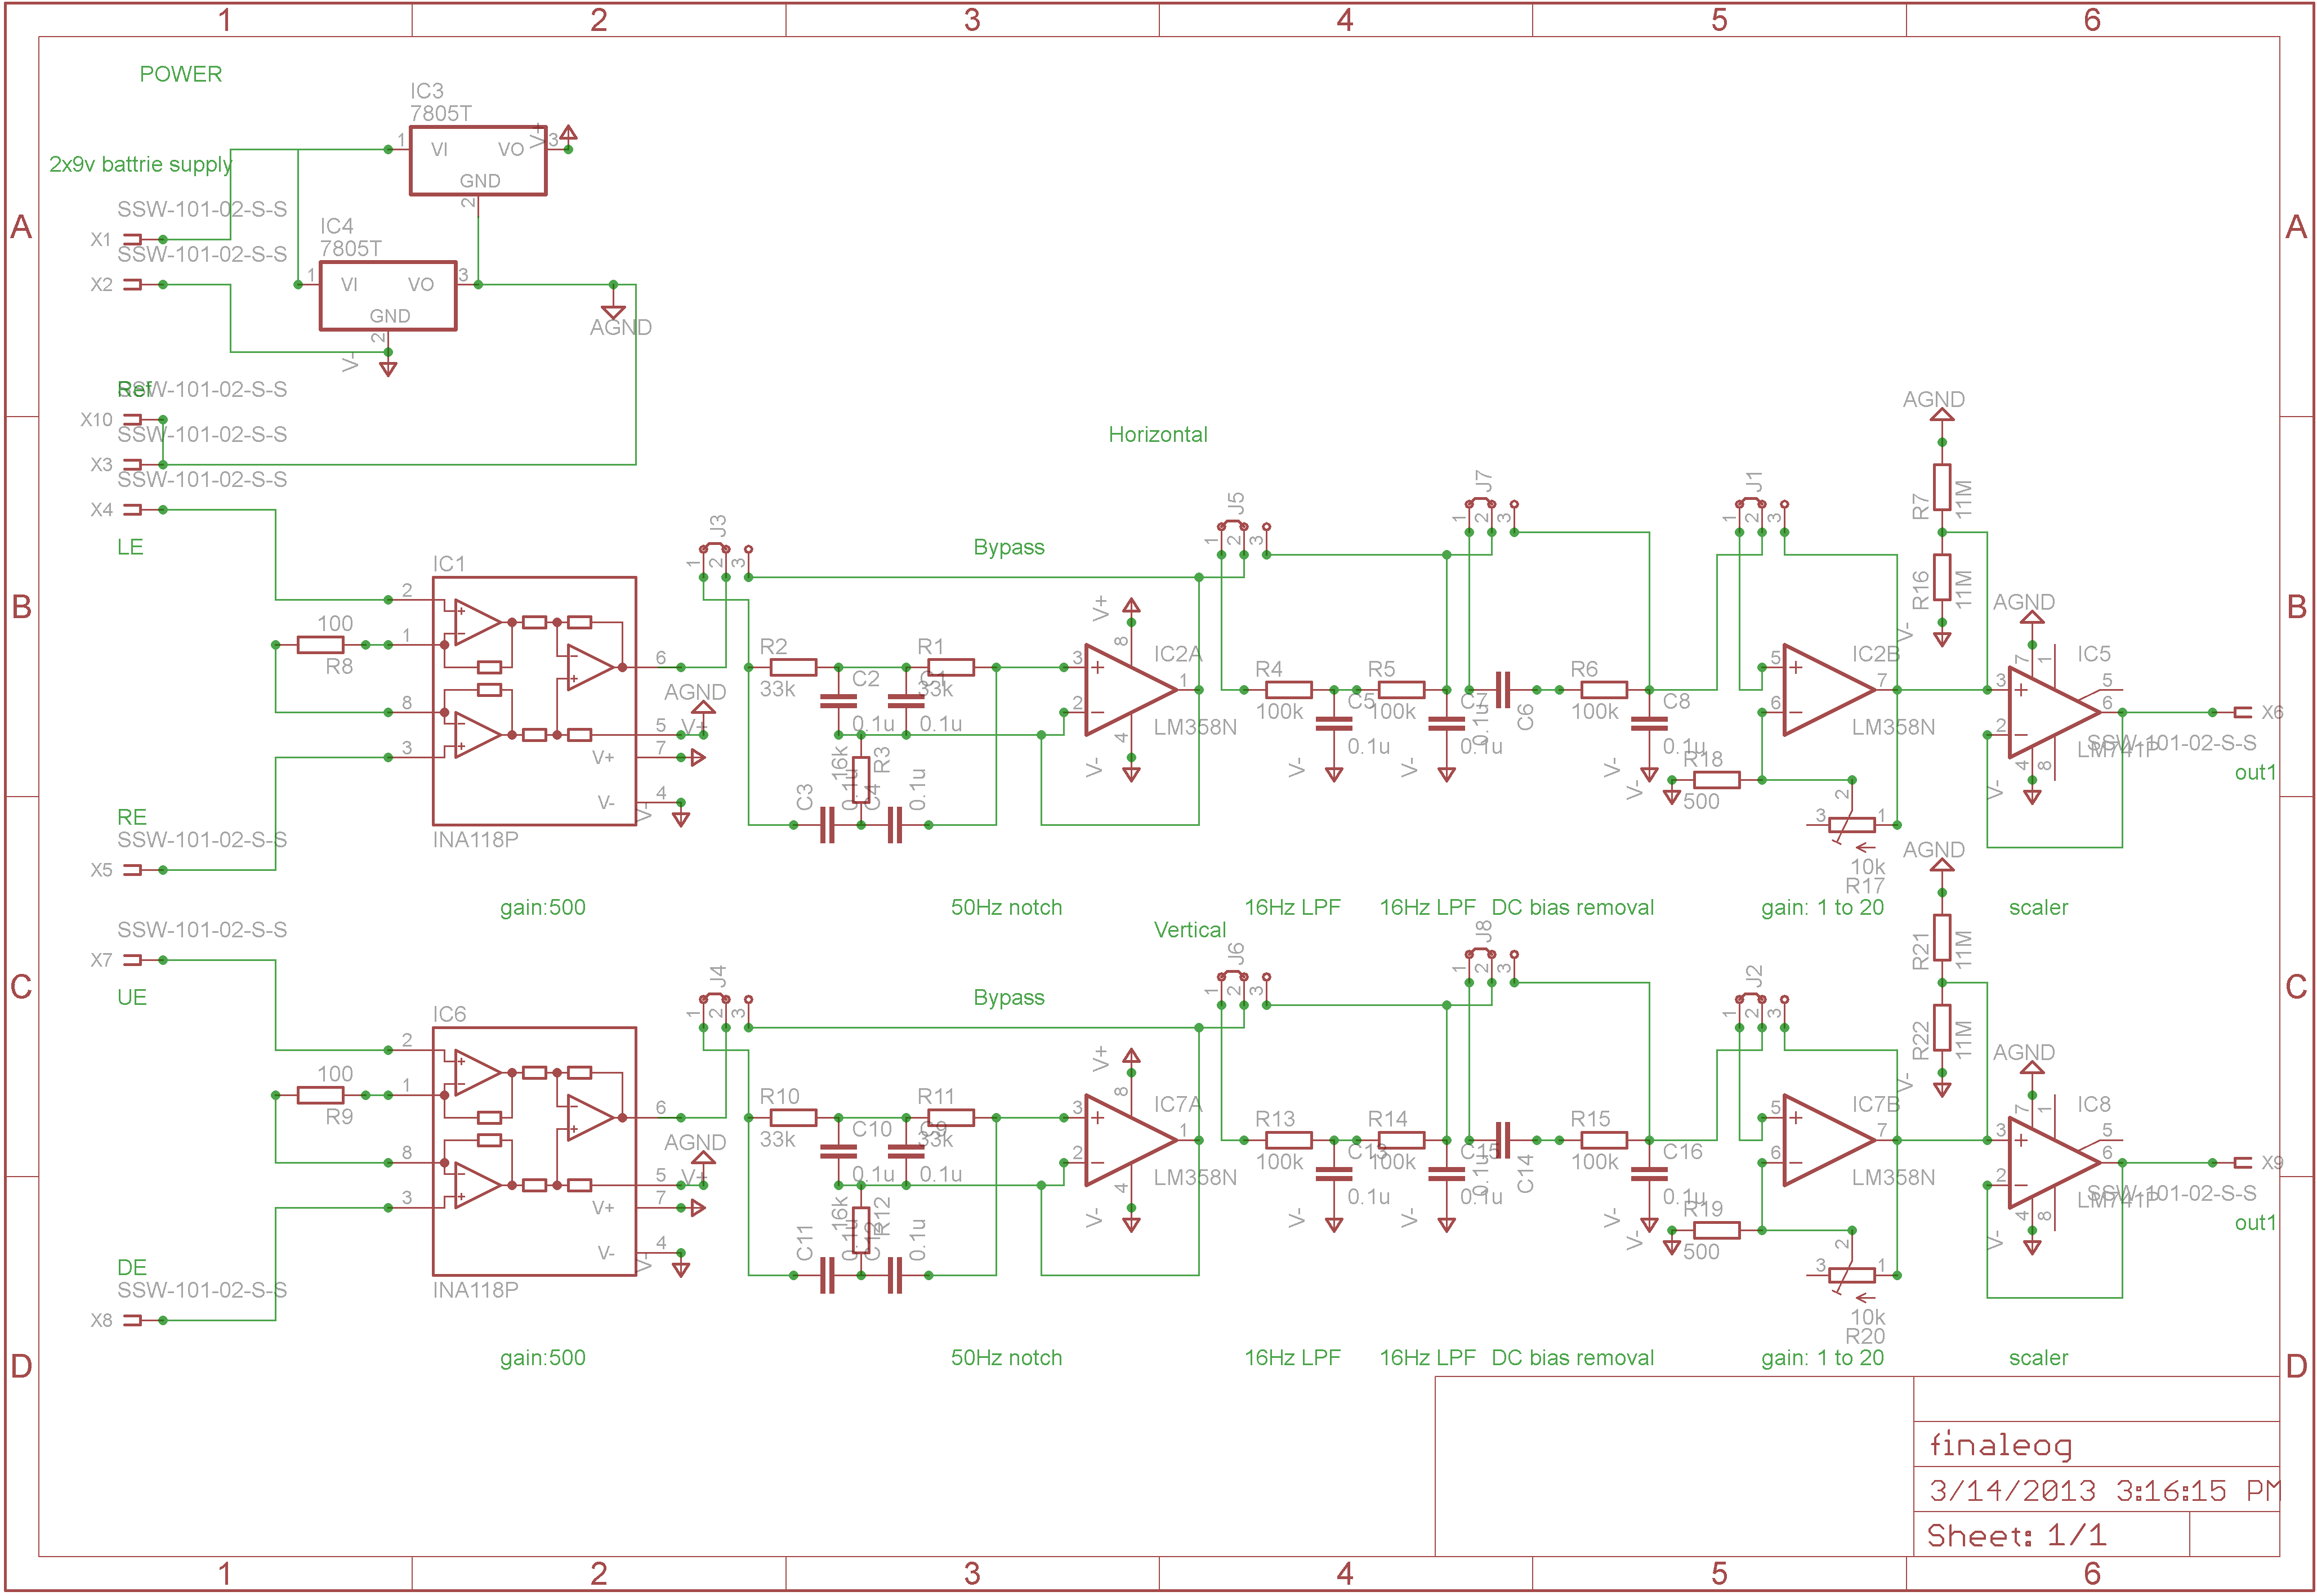 1 2 3 4 5 6
A
B
C
D
A
B
C
D
1 2 3 4 5 6
POWER
IC3
7805T
1 VI VO V+ 3
GND
2
2x9v battrie supply
SSW-101-02-S-S
X1
SSW-101-02-S-S
X2
IC4
7805T
1 VI VO 3
GND
2
V-
AGND
Ref
SSW-101-02-S-S
X10
SSW-101-02-S-S
X3
SSW-101-02-S-S
X4
LE
Horizontal
Bypass
IC1
100
R8
2
1
8
3
6
5
7
4
V+
V-
V+
V-
AGND
INA118P
RE
SSW-101-02-S-S
X5
J3
1 2 3
R2
33k
R1
33k
C2
0.1u
C1
0.1u
16k
R3
C3
0.1u
C4
0.1u
V+
8
3
2
1
4
V-
IC2A
LM358N
J5
1 2 3
R4
100k
C5
0.1u
V-
R5
100k
C7
0.1u
V-
J7
1 2 3
C6
0.1u
R6
100k
C8
0.1u
V-
J1
1 2 3
5
6
7
IC2B
LM358N
R18
500
V-
2
3 1
10k
R17
AGND
R7
11M
R16
11M
V-
AGND
IC5
7 1
3
2
5
6
4 8
V-
LM741P
X6
SSW-101-02-S-S
out1
gain:500
50Hz notch
16Hz LPF
16Hz LPF
DC bias removal
gain: 1 to 20
scaler
SSW-101-02-S-S
X7
UE
Vertical
Bypass
IC6
100
R9
2
1
8
3
6
5
7
4
V+
V-
V+
V-
AGND
INA118P
DE
SSW-101-02-S-S
X8
J4
1 2 3
R10
33k
R11
33k
C10
0.1u
C9
0.1u
16k
R12
C11
0.1u
0.1u
V+
8
3
2
1
4
V-
IC7A
LM358N
J6
1 2 3
R13
100k
C13
0.1u
V-
R14
100k
C15
0.1u
V-
J8
1 2 3
C14
0.1u
R15
100k
C16
0.1u
V-
J2
1 2 3
5
6
7
IC7B
LM358N
R19
500
V-
2
3 1
10k
R20
AGND
R21
11M
R22
11M
V-
AGND
IC8
7 1
3
2
5
6
4 8
V-
LM741P
X9
SSW-101-02-S-S
out1
gain:500
50Hz notch
16Hz LPF
16Hz LPF
DC bias removal
gain: 1 to 20
scaler
finaleog
3/14/2013 3:16:15 PM
Sheet: 1/1